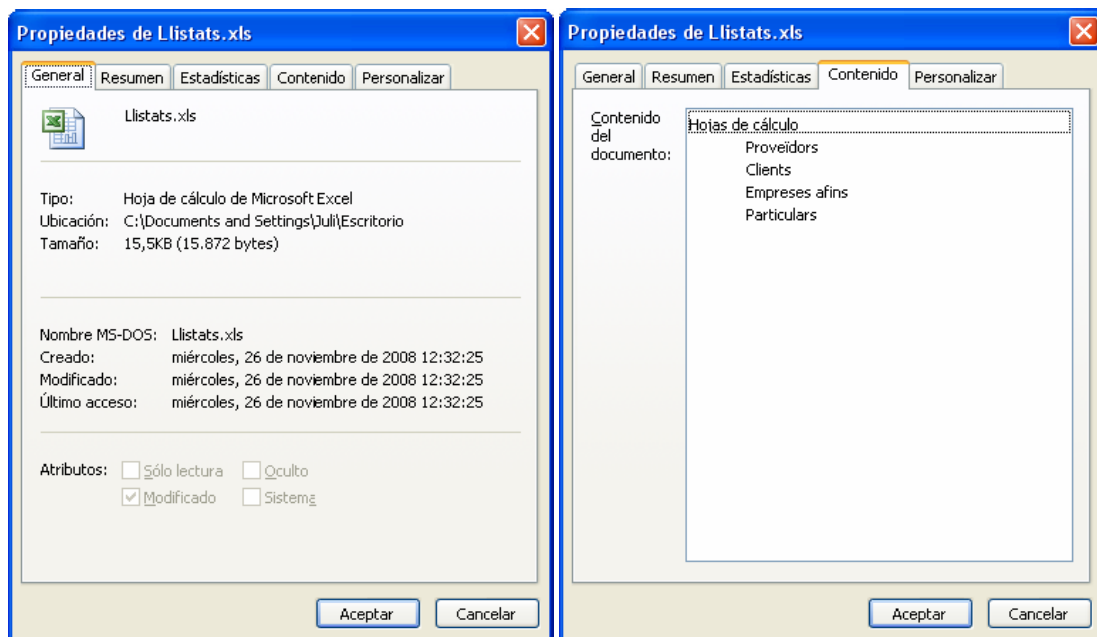 Propiedades de Llistats.xls
General Resumen Estadísticas Contenido Personalizar
Llistats.xls
Tipo: Hoja de cálculo de Microsoft Excel
Ubicación: C:\Documents and Settings\Juli\Escritorio
Tamaño: 15,5KB (15.872 bytes)
Nombre MS-DOS: Llistats.xls
Creado: miércoles, 26 de noviembre de 2008 12:32:25
Modificado: miércoles, 26 de noviembre de 2008 12:32:25
Último acceso: miércoles, 26 de noviembre de 2008 12:32:25
Atributos: Sólo lectura Oculto
Modificado Sistema
Aceptar Cancelar
Propiedades de Llistats.xls
General Resumen Estadísticas Contenido Personalizar
Contenido
del
documento:
Hojas de cálculo
Proveïdors
Clients
Empreses afins
Particulars
Aceptar Cancelar